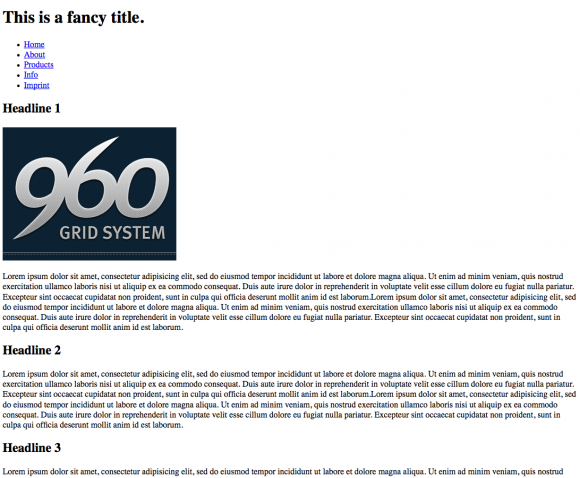 This is a fancy title.
Home
About
Products
Info
Imprint
Headline 1
960
GRID SYSTEM
Lorem ipsum dolor sit amet, consectetur adipisicing elit, sed do eiusmod tempor incididunt ut labore et dolore magna aliqua. Ut enim ad minim veniam, quis nostrud
exercitation ullamco laboris nisi ut aliquip ex ea commodo consequat. Duis aute irure dolor in reprehenderit in voluptate velit esse cillum dolore eu fugiat nulla pariatur.
Excepteur sint occaecat cupidatat non proident, sunt in culpa qui officia deserunt mollit anim id est laborum.Lorem ipsum dolor sit amet, consectetur adipisicing elit, sed
do eiusmod tempor incididunt ut labore et dolore magna aliqua. Ut enim ad minim veniam, quis nostrud exercitation ullamco laboris nisi ut aliquip ex ea commodo
consequat. Duis aute irure dolor in reprehenderit in voluptate velit esse cillum dolore eu fugiat nulla pariatur. Excepteur sint occaecat cupidatat non proident, sunt in
culpa qui officia deserunt mollit anim id est laborum.
Headline 2
Lorem ipsum dolor sit amet, consectetur adipisicing elit, sed do eiusmod tempor incididunt ut labore et dolore magna aliqua. Ut enim ad minim veniam, quis nostrud
exercitation ullamco laboris nisi ut aliquip ex ea commodo consequat. Duis aute irure dolor in reprehenderit in voluptate velit esse cillum dolore eu fugiat nulla pariatur.
Excepteur sint occaecat cupidatat non proident, sunt in culpa qui officia deserunt mollit anim id est laborum.Lorem ipsum dolor sit amet, consectetur adipisicing elit, sed
do eiusmod tempor incididunt ut labore et dolore magna aliqua. Ut enim ad minim veniam, quis nostrud exercitation ullamco laboris nisi ut aliquip ex ea commodo
consequat. Duis aute irure dolor in reprehenderit in voluptate velit esse cillum dolore eu fugiat nulla pariatur. Excepteur sint occaecat cupidatat non proident, sunt in
culpa qui officia deserunt mollit anim id est laborum.
Headline 3
Lorem ipsum dolor sit amet, consectetur adipisicing elit, sed do eiusmod tempor incididunt ut labore et dolore magna aliqua. Ut enim ad minim veniam, quis nostrud